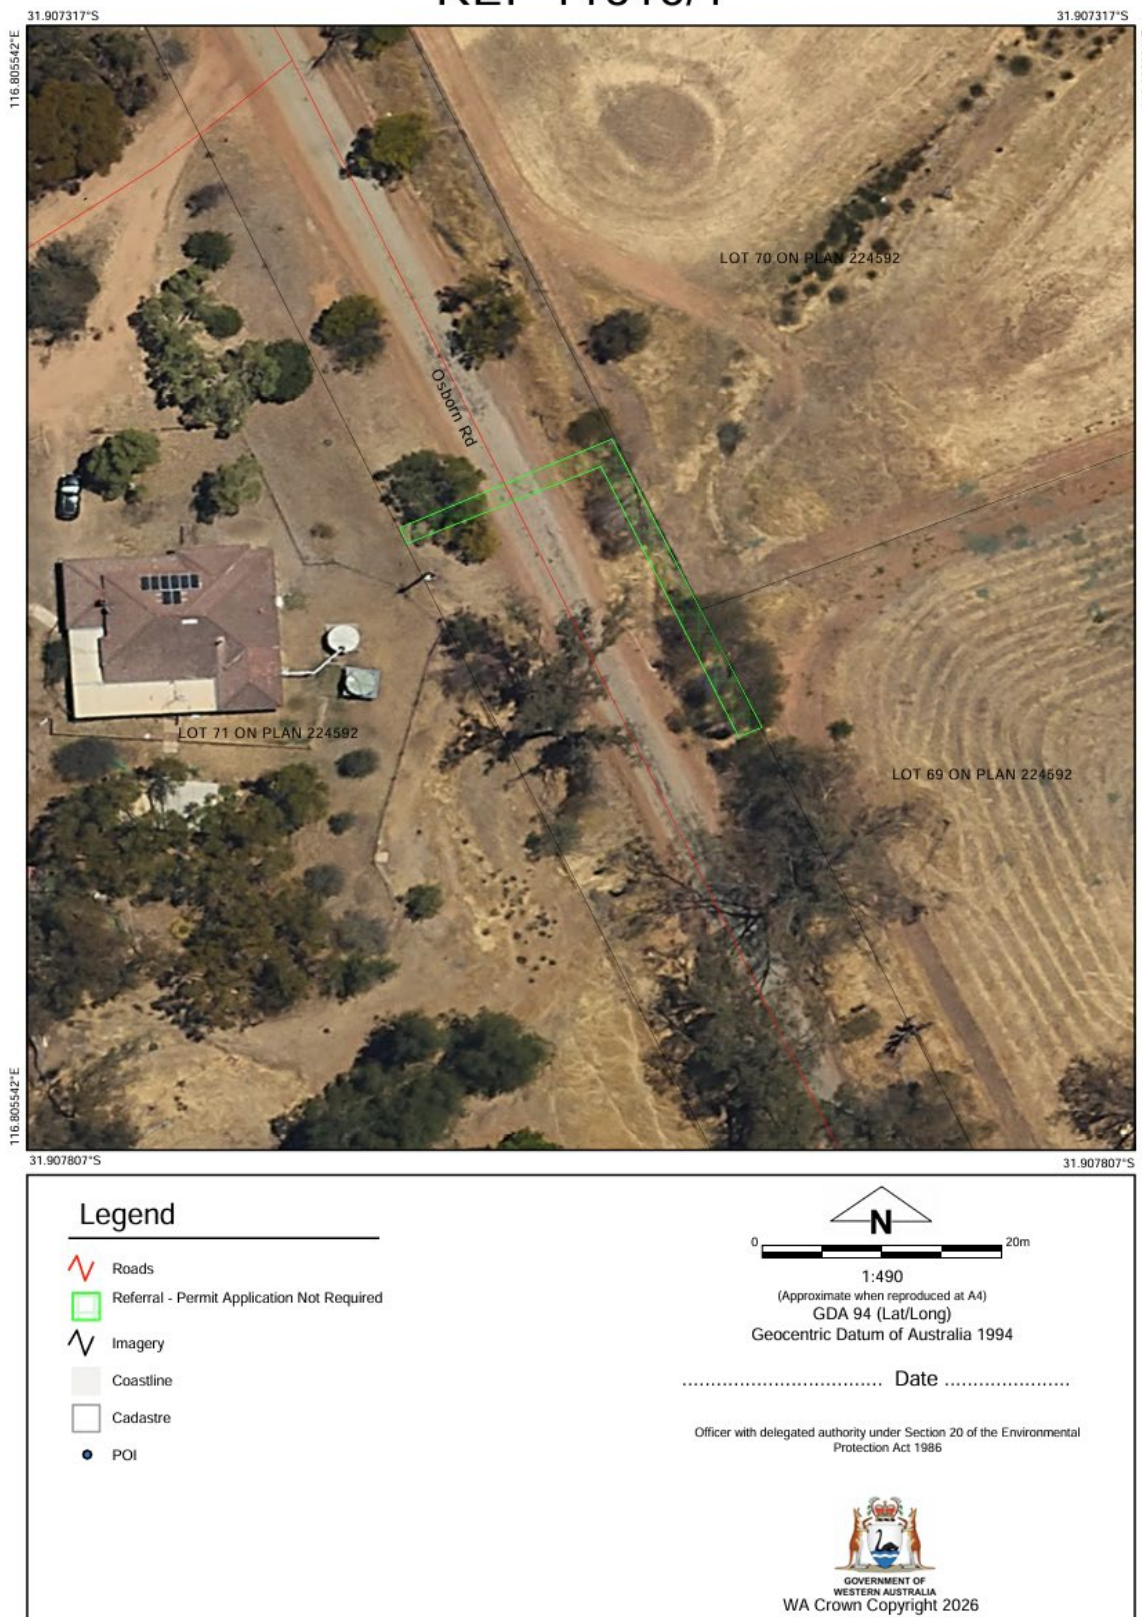 31.907317°S
31.907317°S
116.805542°E
LOT 70 ON PLAN 224592
Osborn Rd
LOT 71 ON PLAN 224592
LOT 69 ON PLAN 224592
116.805542°E
31.907807°S
31.907807°S
Legend
Roads
Referral - Permit Application Not Required
Imagery
Coastline
Cadastre
POI
N
0
20m
1:490
(Approximate when reproduced at A4)
GDA 94 (Lat/Long)
Geocentric Datum of Australia 1994
.................................. Date .....................
Officer with delegated authority under Section 20 of the Environmental
Protection Act 1986
GOVERNMENT OF
WESTERN AUSTRALIA
WA Crown Copyright 2026